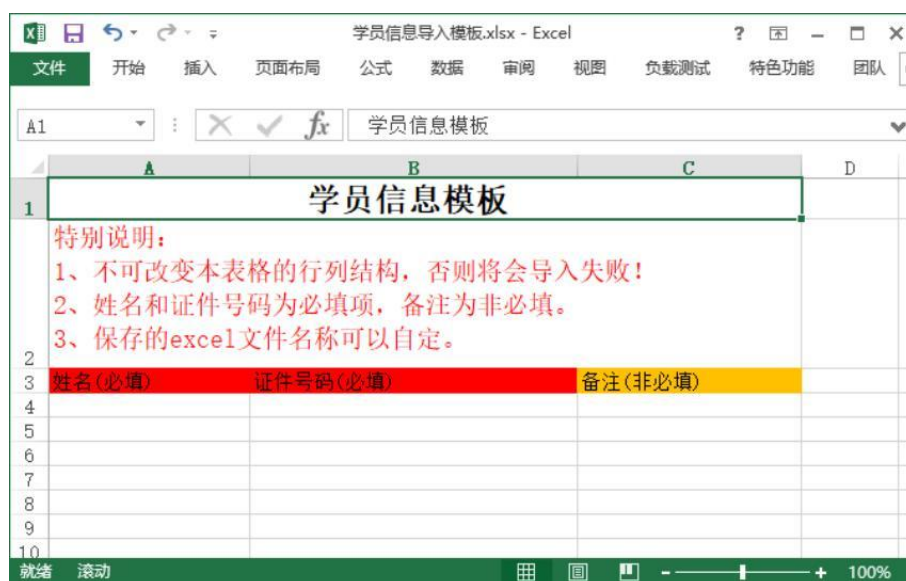 学员信息导入模板.xlsx - Excel ?
文件 开始 插入 页面布局 公式 数据 审阅 视图 负载测试 特色功能 团队
A1 fx 学员信息模板
A B C D
1 学员信息模板
特别说明：
1、不可改变本表格的行列结构，否则将会导入失败！
2、姓名和证件号码为必填项，备注为非必填。
3、保存的excel文件名称可以自定。
2
3 姓名(必填) 证件号码(必填) 备注(非必填)
4
5
6
7
8
9
10
就绪 滚动 - + 100%